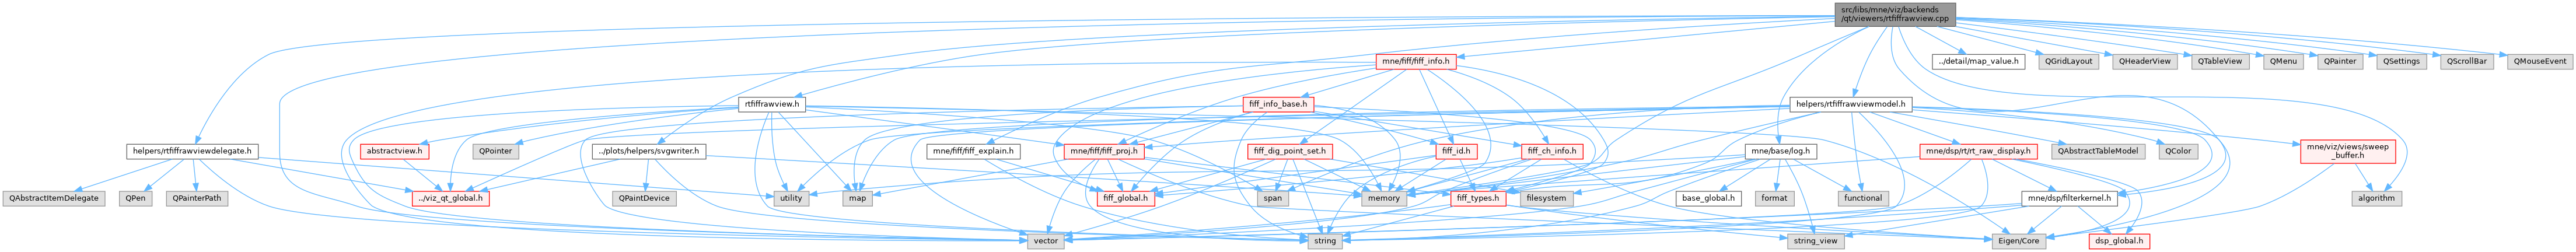 src/libs/mne/viz/backends
/qt/viewers/rtfiffrawview.cpp
mne/fiff/fiff_info.h
../detail/map_value.h
QGridLayout
QHeaderView
QTableView
QMenu
QPainter
QSettings
QScrollBar
QMouseEvent
rtfiffrawview.h
fiff_info_base.h
helpers/rtfiffrawviewmodel.h
helpers/rtfiffrawviewdelegate.h
abstractview.h
QPointer
../plots/helpers/svgwriter.h
mne/fiff/fiff_explain.h
mne/fiff/fiff_proj.h
fiff_dig_point_set.h
fiff_id.h
fiff_ch_info.h
mne/base/log.h
mne/dsp/rt/rt_raw_display.h
QAbstractTableModel
QColor
mne/viz/views/sweep
_buffer.h
QAbstractItemDelegate
QPen
QPainterPath
../viz_qt_global.h
QPaintDevice
utility
map
fiff_global.h
span
memory
fiff_types.h
filesystem
base_global.h
format
functional
mne/dsp/filterkernel.h
algorithm
vector
string
string_view
Eigen/Core
dsp_global.h